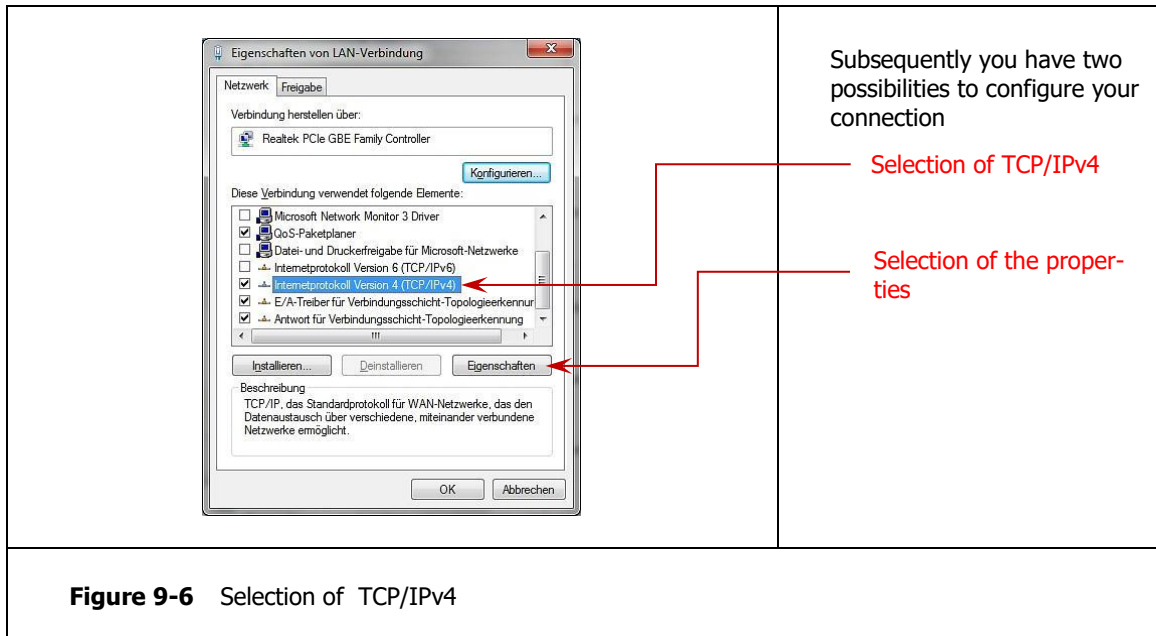 Eigenschaften von LAN-Verbindung
Netzwerk Freigabe
Verbindung herstellen über:
Realtek PCIe GBE Family Controller
Konfigurieren...
Diese Verbindung verwendet folgende Elemente:
Microsoft Network Monitor 3 Driver
QoS-Paketplaner
Datei- und Druckerfreigabe für Microsoft-Netzwerke
Internetprotokoll Version 6 (TCP/IPv6)
Internetprotokoll Version 4 (TCP/IPv4)
E/A-Treiber für Verbindungsschicht-Topologieerkennur
Antwort für Verbindungsschicht-Topologieerkennung
Installieren... Deinstallieren Eigenschaften
Beschreibung
TCP/IP, das Standardprotokoll für WAN-Netzwerke, das den
Datenaustausch über verschiedene, miteinander verbundene
Netzwerke ermöglicht.
OK Abbrechen
Subsequently you have two
possibilities to configure your
connection
Selection of TCP/IPv4
Selection of the proper-
ties
Figure 9-6 Selection of TCP/IPv4